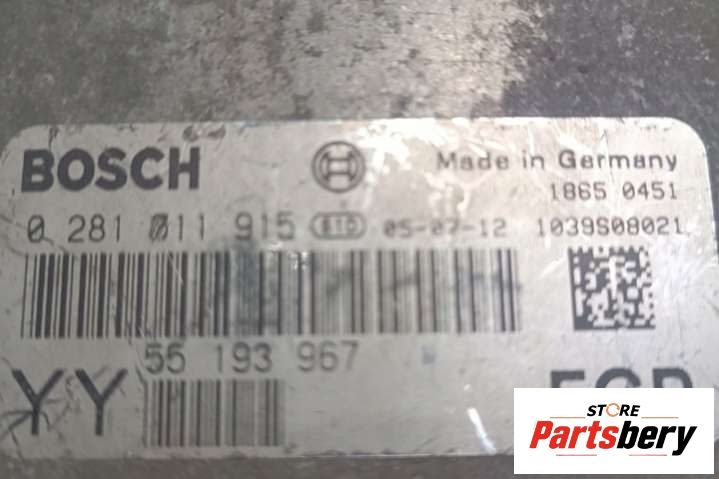 BOSCH
Made in Germany
1865 0451
0 281 011 915
05-07-12
1039S08021
55 193 967
YY
STORE
Partsbery